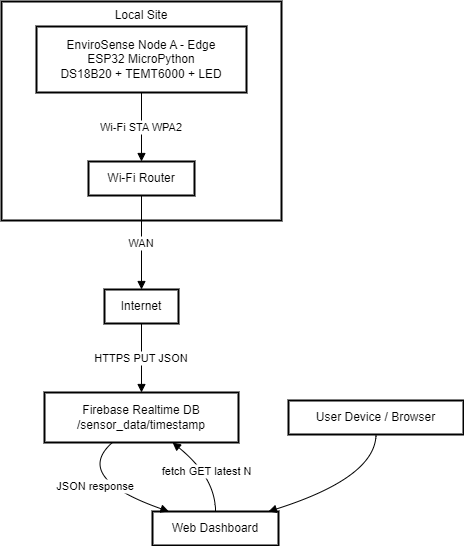 Local Site
EnviroSense Node A - Edge
ESP32 MicroPython
DS18B20 + TEMT6000 + LED
Wi-Fi STA WPA2
Wi-Fi Router
WAN
Internet
HTTPS PUT JSON
Firebase Realtime DB
/sensor_data/timestamp
User Device / Browser
fetch GET latest N
JSON response
Web Dashboard